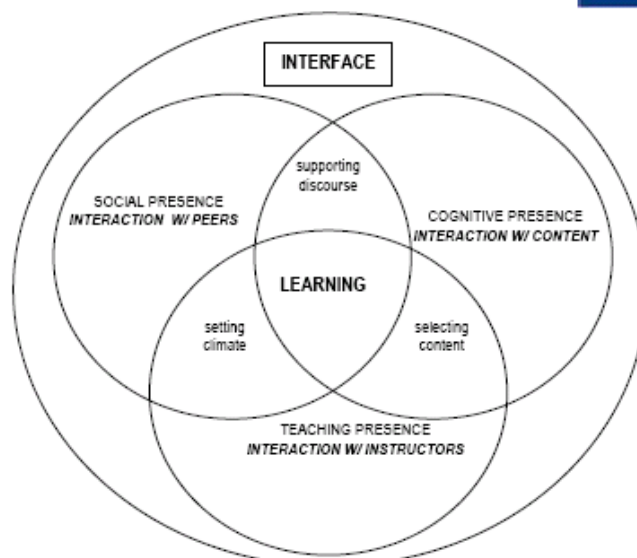 INTERFACE
supporting
discourse
SOCIAL PRESENCE
INTERACTION W/ PEERS
COGNITIVE PRESENCE
INTERACTION W/ CONTENT
LEARNING
setting
climate
selecting
content
TEACHING PRESENCE
INTERACTION W/ INSTRUCTORS